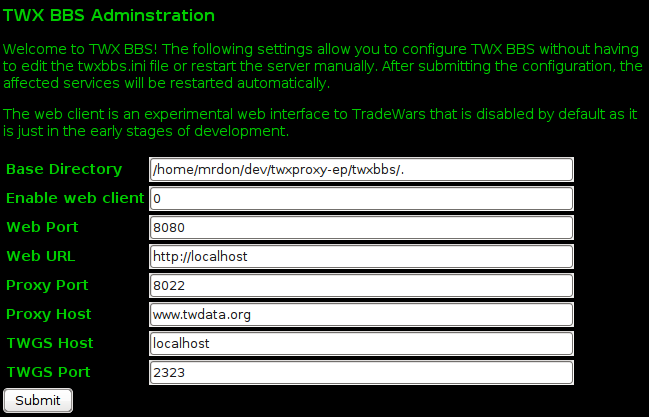 TWX BBS Adminstration
Welcome to TWX BBS! The following settings allow you to configure TWX BBS without having
to edit the twxbbs.ini file or restart the server manually. After submitting the configuration, the
affected services will be restarted automatically.
The web client is an experimental web interface to TradeWars that is disabled by default as it
is just in the early stages of development.
Base Directory /home/mrdon/dev/twxproxy-ep/twxbbs/.
Enable web client 0
Web Port 8080
Web URL http://localhost
Proxy Port 8022
Proxy Host www.twdata.org
TWGS Host localhost
TWGS Port 2323
Submit